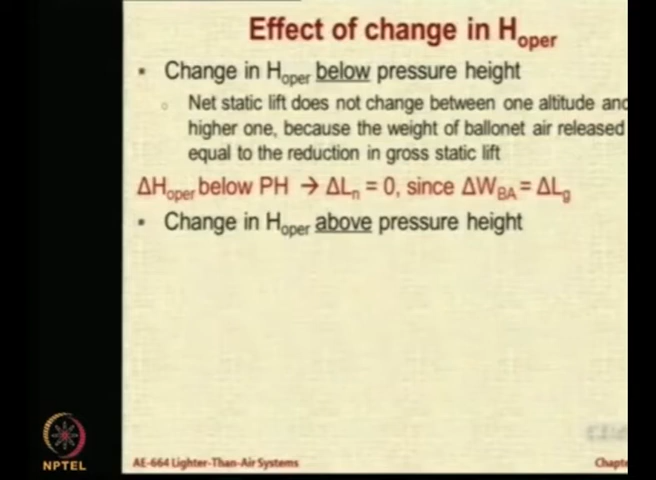 Effect of change in Hoper
• Change in Hoper below pressure height
○ Net static lift does not change between one altitude and
higher one, because the weight of ballonet air released
equal to the reduction in gross static lift
ΔHoper below PH → ΔLn = 0, since ΔWBA = ΔLg
• Change in Hoper above pressure height
NPTEL
AE-664 Lighter-Than-Air Systems